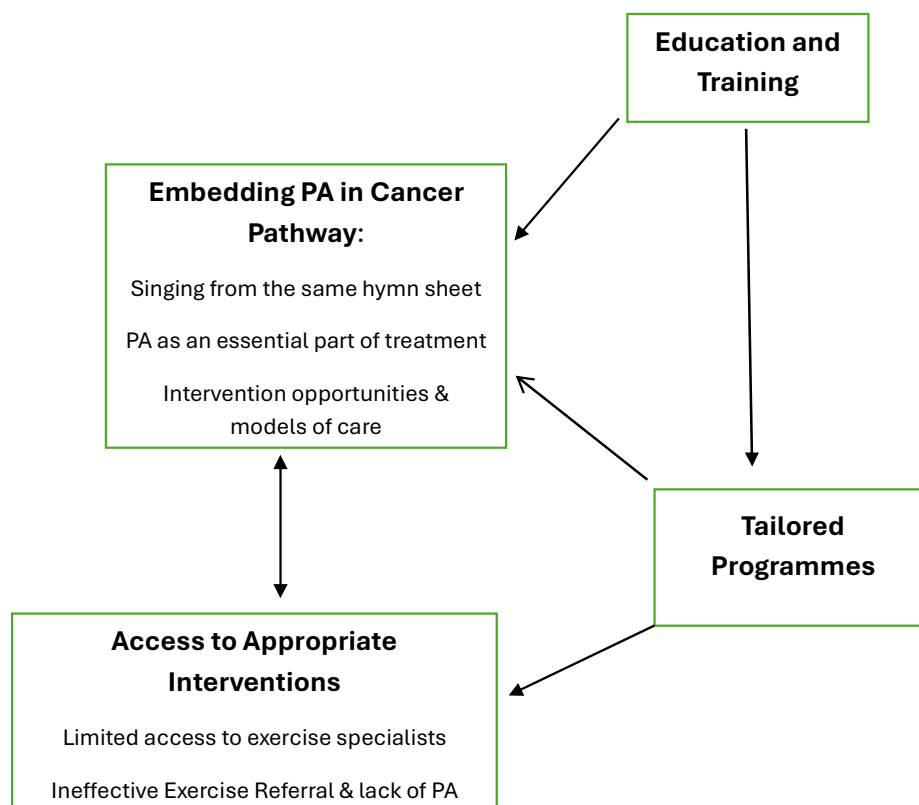 Education and
Training
Embedding PA in Cancer
Pathway:
Singing from the same hymn sheet
PA as an essential part of treatment
Intervention opportunities &
models of care
Tailored
Programmes
Access to Appropriate
Interventions
Limited access to exercise specialists
Ineffective Exercise Referral & lack of PA